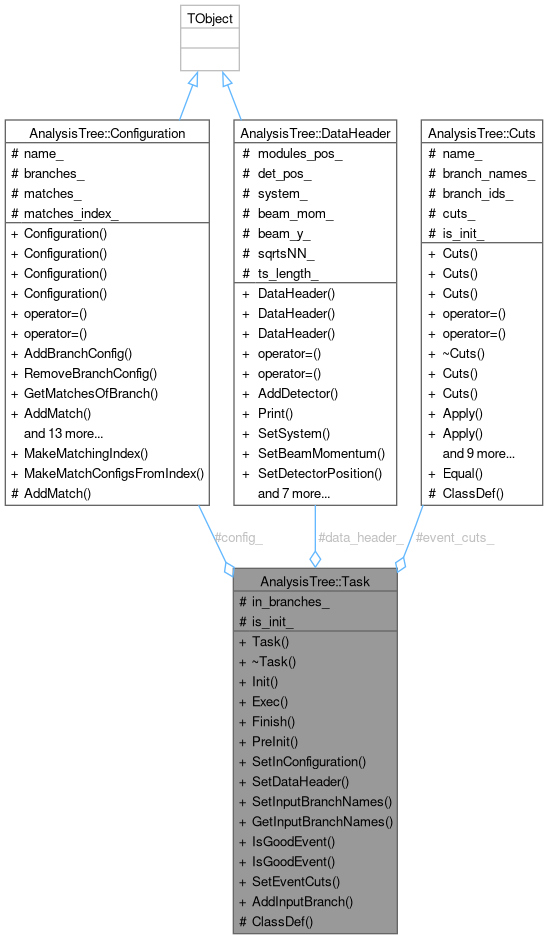 TObject
AnalysisTree::Configuration
# name_
# branches_
# matches_
# matches_index_
+ Configuration()
+ Configuration()
+ Configuration()
+ Configuration()
+ operator=()
+ operator=()
+ AddBranchConfig()
+ RemoveBranchConfig()
+ GetMatchesOfBranch()
+ AddMatch()
and 13 more...
+ MakeMatchingIndex()
+ MakeMatchConfigsFromIndex()
# AddMatch()
AnalysisTree::DataHeader
# modules_pos_
# det_pos_
# system_
# beam_mom_
# beam_y_
# sqrtsNN_
# ts_length_
+ DataHeader()
+ DataHeader()
+ DataHeader()
+ operator=()
+ operator=()
+ AddDetector()
+ Print()
+ SetSystem()
+ SetBeamMomentum()
+ SetDetectorPosition()
and 7 more...
AnalysisTree::Cuts
# name_
# branch_names_
# branch_ids_
# cuts_
# is_init_
+ Cuts()
+ Cuts()
+ Cuts()
+ operator=()
+ operator=()
+ ~Cuts()
+ Cuts()
+ Cuts()
+ Apply()
+ Apply()
and 9 more...
+ Equal()
# ClassDef()
#config_
#data_header_
#event_cuts_
AnalysisTree::Task
# in_branches_
# is_init_
+ Task()
+ ~Task()
+ Init()
+ Exec()
+ Finish()
+ PreInit()
+ SetInConfiguration()
+ SetDataHeader()
+ SetInputBranchNames()
+ GetInputBranchNames()
+ IsGoodEvent()
+ IsGoodEvent()
+ SetEventCuts()
+ AddInputBranch()
# ClassDef()